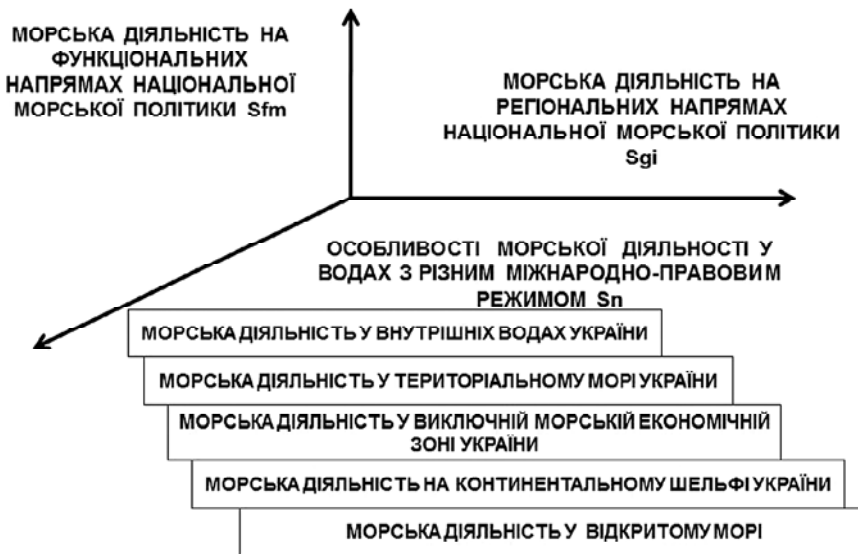 МОРСЬКА ДІЯЛЬНІСТЬ НА
ФУНКЦІОНАЛЬНИХ
НАПРЯМАХ НАЦІОНАЛЬНОЇ
МОРСЬКОЇ ПОЛІТИКИ Sfm
МОРСЬКА ДІЯЛЬНІСТЬ НА
РЕГІОНАЛЬНИХ НАПРЯМАХ
НАЦІОНАЛЬНОЇ МОРСЬКОЇ ПОЛІТИКИ
Sgi
ОСОБЛИВОСТІ МОРСЬКОЇ ДІЯЛЬНОСТІ У
ВОДАХ З РІЗНИМ МІЖНАРОДНО-ПРАВОВИМ
РЕЖИМОМ Sn
МОРСЬКА ДІЯЛЬНІСТЬ У ВНУТРІШНІХ ВОДАХ УКРАЇНИ
МОРСЬКА ДІЯЛЬНІСТЬ У ТЕРИТОРІАЛЬНОМУ МОРІ УКРАЇНИ
МОРСЬКА ДІЯЛЬНІСТЬ У ВИКЛЮЧНІЙ МОРСЬКІЙ ЕКОНОМІЧНІЙ
ЗОНІ УКРАЇНИ
МОРСЬКА ДІЯЛЬНІСТЬ НА КОНТИНЕНТАЛЬНОМУ ШЕЛЬФІ УКРАЇНИ
МОРСЬКА ДІЯЛЬНІСТЬ У ВІДКРИТОМУ МОРІ